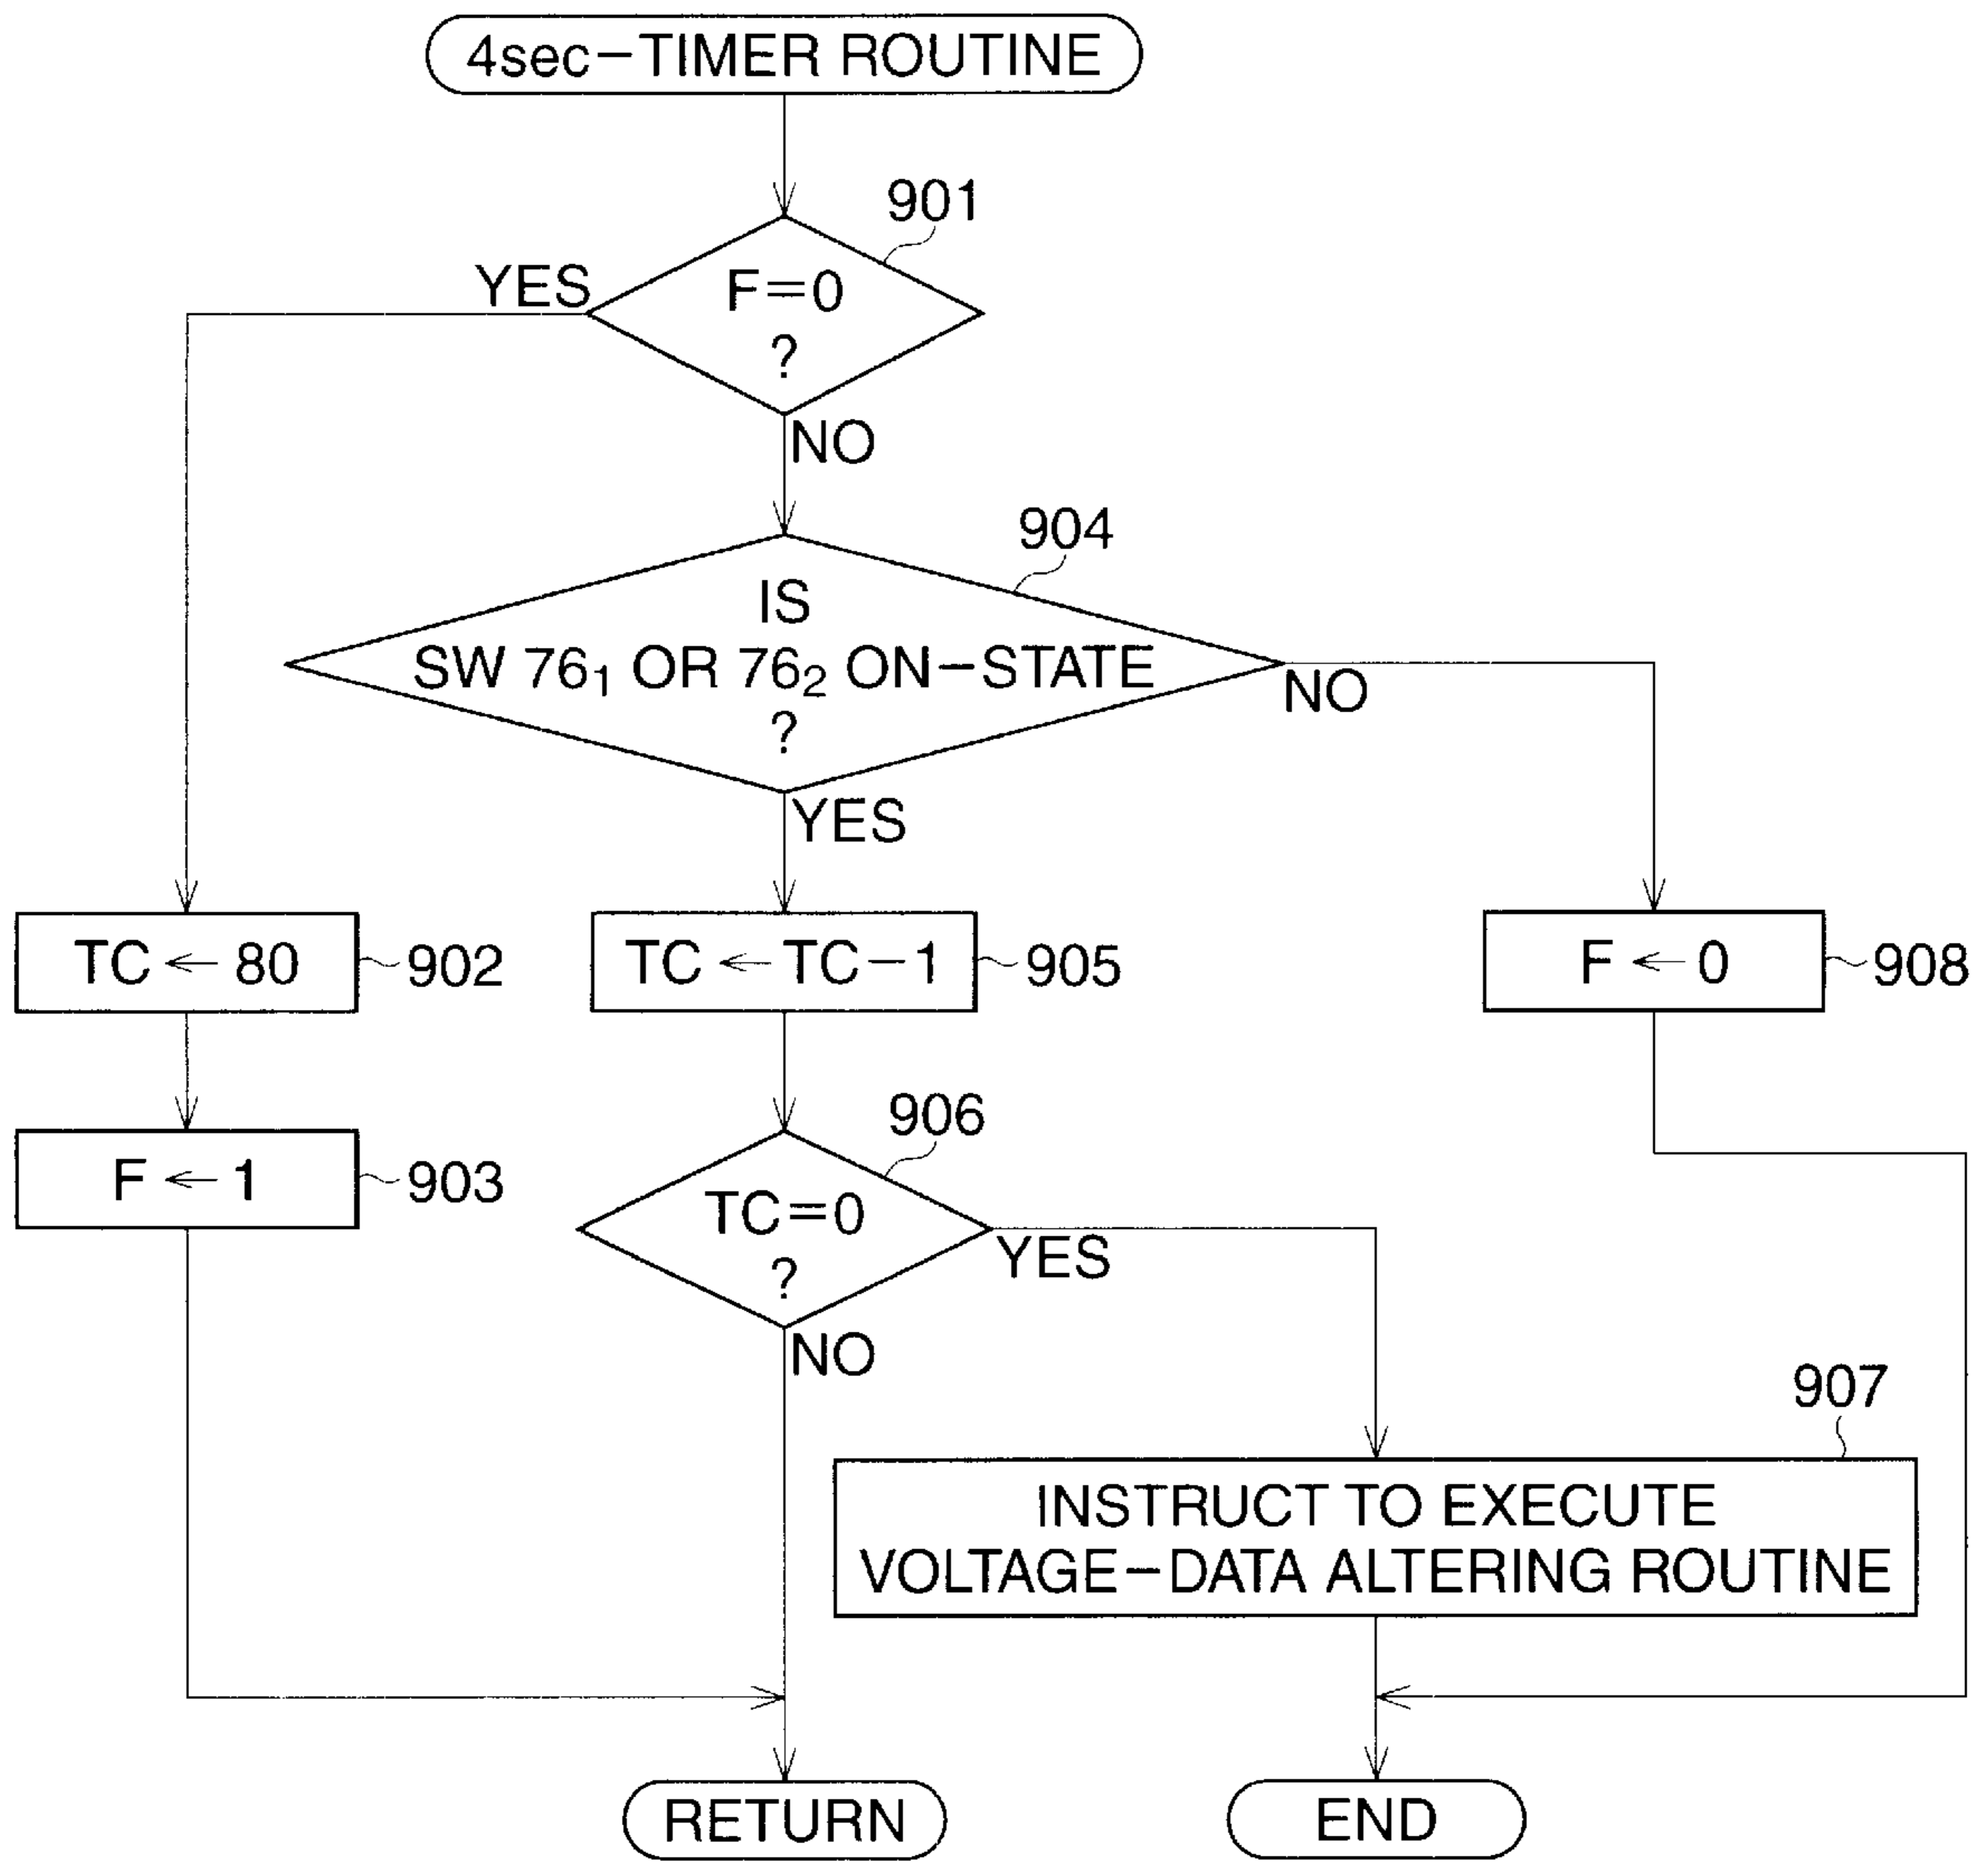 4sec-TIMER ROUTINE
901
YES
F=0
?
NO
904
IS
SW 76₁ OR 76₂ ON-STATE
?
NO
YES
TC ← 80
902
TC ← TC-1
905
F ← 0
908
906
F ← 1
903
TC=0
?
YES
NO
907
INSTRUCT TO EXECUTE
VOLTAGE-DATA ALTERING ROUTINE
RETURN
END